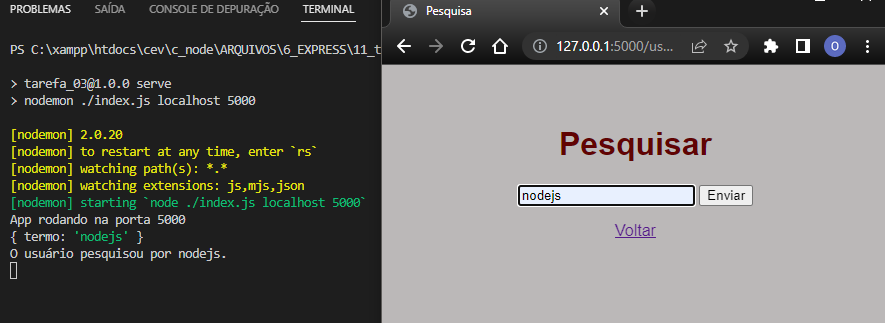 PROBLEMAS SAÍDA CONSOLE DE DEPURAÇÃO TERMINAL
PS C:\xampp\htdocs\cev\c_node\ARQUIVOS\6_EXPRESS\11_t
> tarefa_03@1.0.0 serve
> nodemon ./index.js localhost 5000
[nodemon] 2.0.20
[nodemon] to restart at any time, enter `rs`
[nodemon] watching path(s): *.*
[nodemon] watching extensions: js,mjs,json
[nodemon] starting `node ./index.js localhost 5000`
App rodando na porta 5000
{ termo: 'nodejs' }
O usuário pesquisou por nodejs.
Pesquisa
127.0.0.1:5000/us...
O
Pesquisar
nodejs Enviar
Voltar